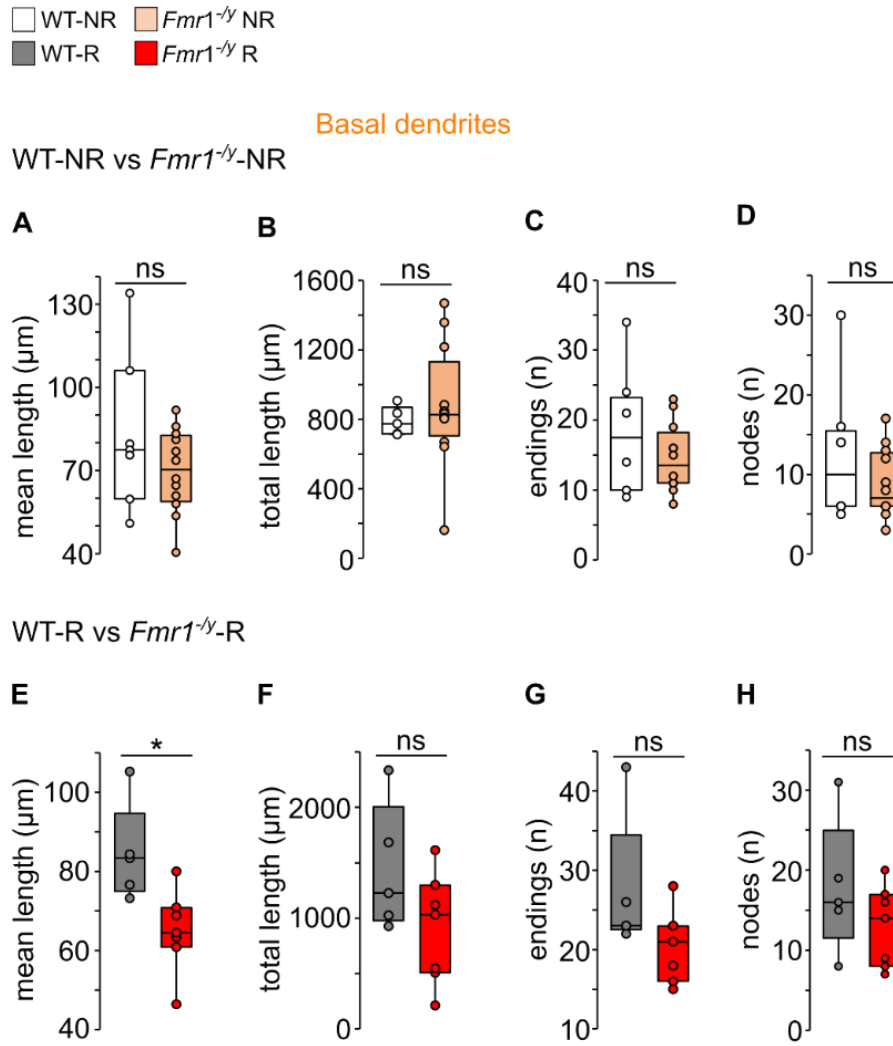 WT-NR Fmr1-/y NR
WT-R Fmr1-/y R
Basal dendrites
WT-NR vs Fmr1-/y-NR
A B C D
ns ns ns ns
mean length (µm)
130
100
70
40
total length (µm)
1600
1200
800
400
0
endings (n)
40
30
20
10
0
nodes (n)
30
20
10
0
WT-R vs Fmr1-/y-R
E F G H
* ns ns ns
mean length (µm)
100
80
60
40
total length (µm)
2000
1000
0
endings (n)
40
30
20
10
nodes (n)
30
20
10
0